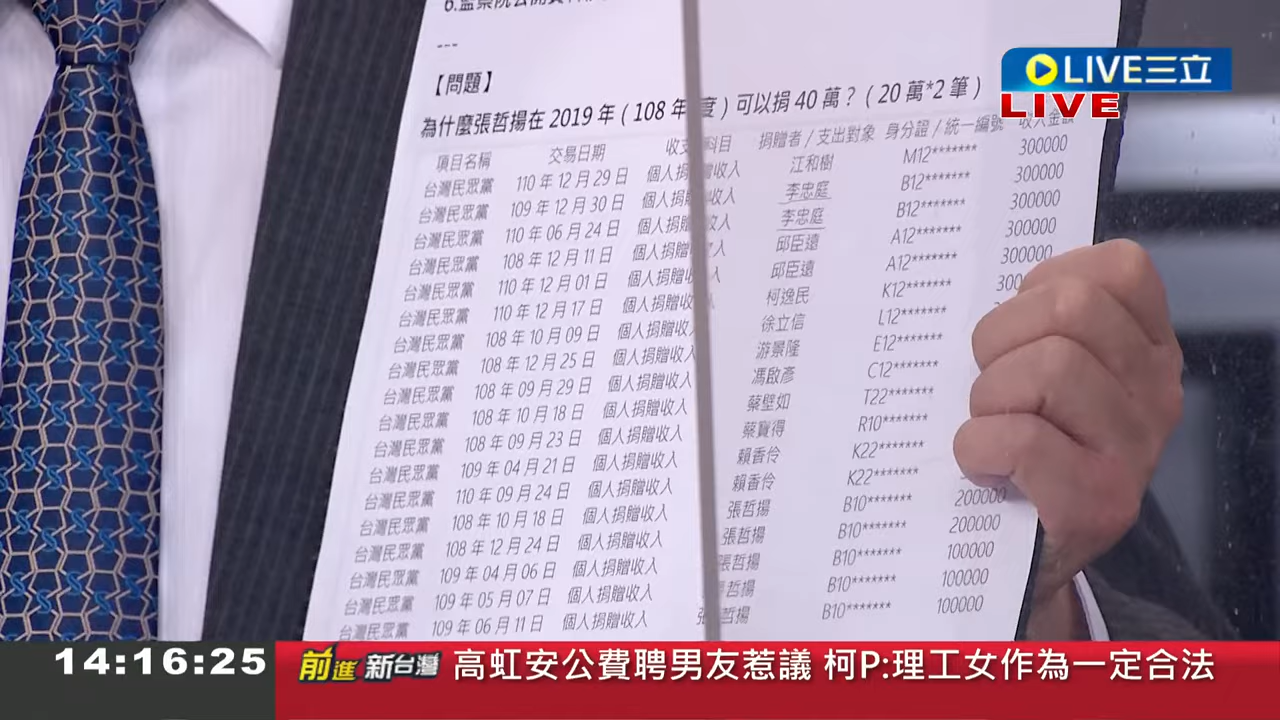 6.監察院公開資料
---
【問題】
為什麼張哲揚在 2019 年 ( 108 年 度 ) 可以捐 40 萬？ ( 20 萬*2 筆 )
項目名稱 交易日期 收支科目 捐贈者 / 支出對象 身分證 / 統一編號 收入金額
台灣民眾黨 110 年 12 月 29 日 個人捐贈收入 江和樹 M12******* 300000
台灣民眾黨 109 年 12 月 30 日 個人捐贈收入 李忠庭 B12******* 300000
台灣民眾黨 110 年 06 月 24 日 個人捐贈收入 李忠庭 B12******* 300000
台灣民眾黨 108 年 12 月 11 日 個人捐贈收入 邱臣遠 A12******* 300000
台灣民眾黨 110 年 12 月 01 日 個人捐贈收入 邱臣遠 A12******* 300000
台灣民眾黨 110 年 12 月 17 日 個人捐贈收入 柯逸民 K12******* 300
台灣民眾黨 108 年 10 月 09 日 個人捐贈收入 徐立信 L12*******
台灣民眾黨 108 年 12 月 25 日 個人捐贈收入 游景隆 E12*******
台灣民眾黨 108 年 09 月 29 日 個人捐贈收入 馮啟彥 C12*******
台灣民眾黨 108 年 10 月 18 日 個人捐贈收入 蔡壁如 T22*******
台灣民眾黨 108 年 09 月 23 日 個人捐贈收入 蔡寶得 R10*******
台灣民眾黨 109 年 04 月 21 日 個人捐贈收入 賴香伶 K22*******
台灣民眾黨 110 年 09 月 24 日 個人捐贈收入 賴香伶 K22*******
台灣民眾黨 108 年 10 月 18 日 個人捐贈收入 張哲揚 B10******* 200000
台灣民眾黨 108 年 12 月 24 日 個人捐贈收入 張哲揚 B10******* 200000
台灣民眾黨 109 年 04 月 06 日 個人捐贈收入 張哲揚 B10******* 100000
台灣民眾黨 109 年 05 月 07 日 個人捐贈收入 張哲揚 B10******* 100000
台灣民眾黨 109 年 06 月 11 日 個人捐贈收入 張哲揚 B10******* 100000
LIVE三立
LIVE
14:16:25 前進新台灣 高虹安公費聘男友惹議 柯P:理工女作為一定合法